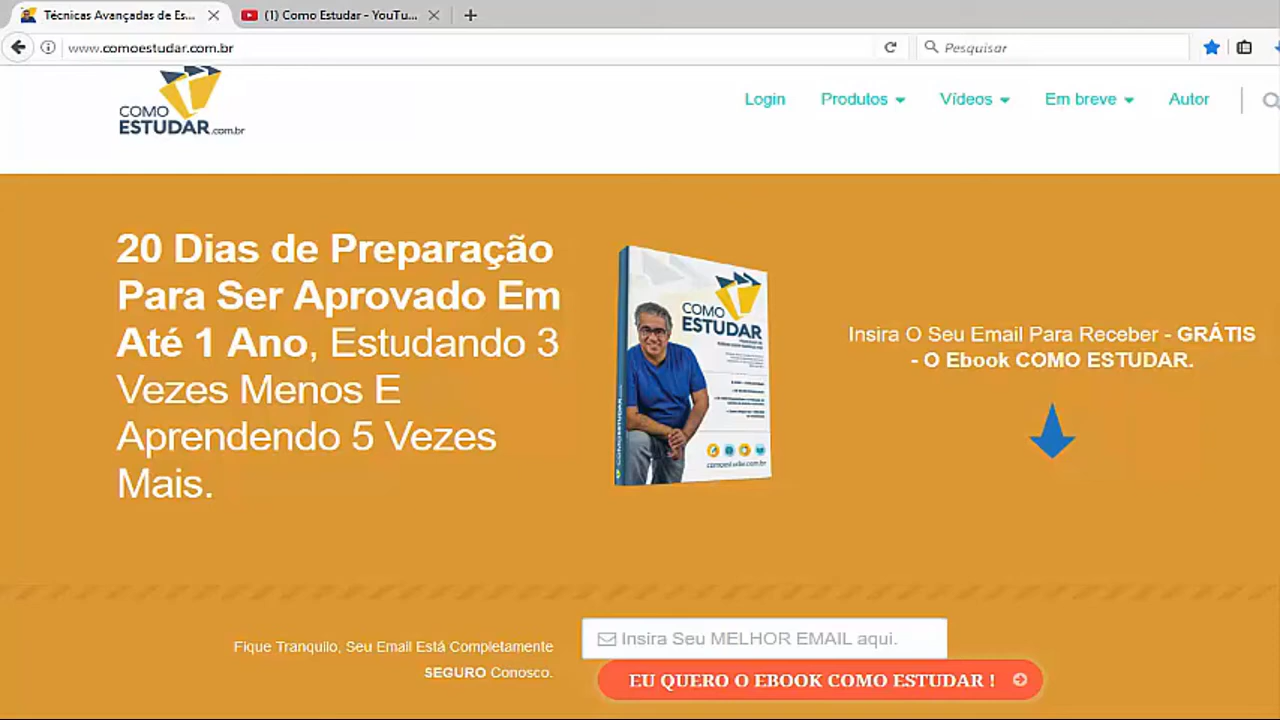 Técnicas Avançadas de Es...
(1) Como Estudar - YouTu...
www.comoestudar.com.br
Pesquisar
COMO
ESTUDAR.com.br
Login
Produtos
Vídeos
Em breve
Autor
20 Dias de Preparação
Para Ser Aprovado Em
Até 1 Ano, Estudando 3
Vezes Menos E
Aprendendo 5 Vezes
Mais.
COMO
ESTUDAR
comoestudar.com.br
Insira O Seu Email Para Receber - GRÁTIS
- O Ebook COMO ESTUDAR.
Fique Tranquilo, Seu Email Está Completamente
SEGURO Conosco.
Insira Seu MELHOR EMAIL aqui.
EU QUERO O EBOOK COMO ESTUDAR !